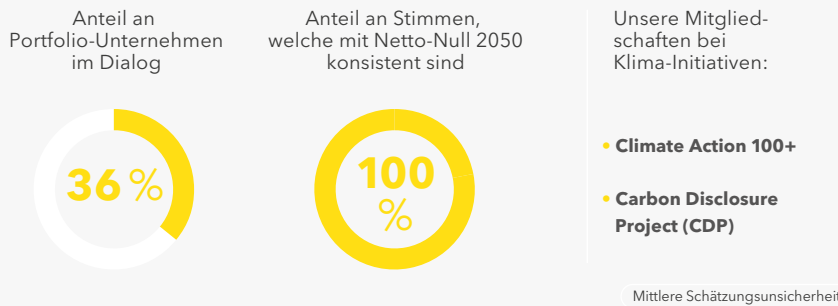 Anteil an
Portfolio-Unternehmen
im Dialog
36 %
Anteil an Stimmen,
welche mit Netto-Null 2050
konsistent sind
100
%
Unsere Mitglied-
schaften bei
Klima-Initiativen:
• Climate Action 100+
• Carbon Disclosure
Project (CDP)
Mittlere Schätzungsunsicherheit